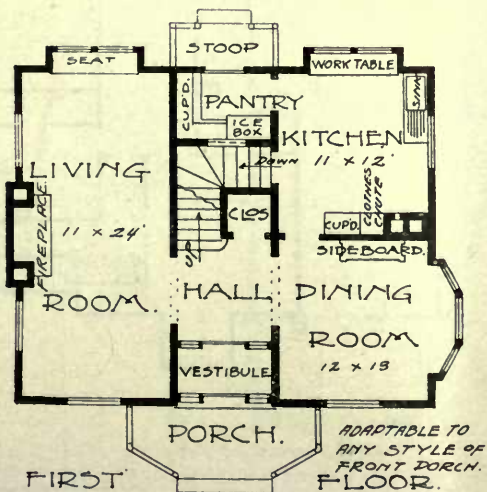 STOOP
SEAT
WORK TABLE
CUP'D.
PANTRY
SINK
ICE
BOX
KITCHEN
11 X 12'
DOWN
LIVING
FIREPLACE.
11 X 24'
ROOM.
UP
CLOS
CLOTHES
CHUTE
CUPD.
SIDEBOARD.
HALL
DINING
ROOM
12 X 13
VESTIBULE
PORCH.
ADAPTABLE TO
ANY STYLE OF
FRONT PORCH.
FIRST FLOOR.